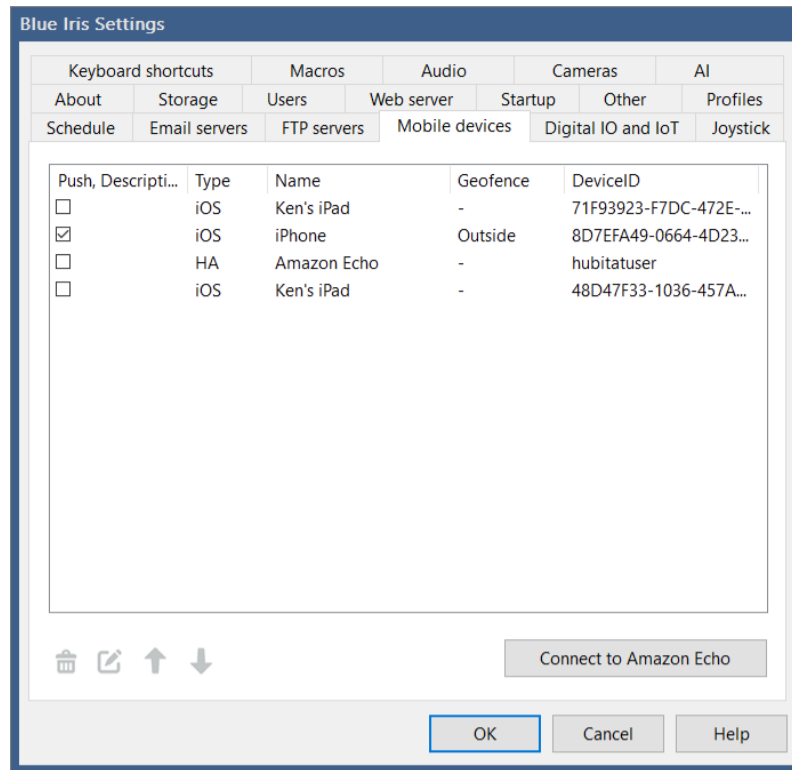 Blue Iris Settings
Keyboard shortcuts Macros Audio Cameras AI
About Storage Users Web server Startup Other Profiles
Schedule Email servers FTP servers Mobile devices Digital IO and IoT Joystick
Push, Descripti... Type Name Geofence DeviceID
iOS Ken's iPad - 71F93923-F7DC-472E-...
iOS iPhone Outside 8D7EFA49-0664-4D23...
HA Amazon Echo - hubitatuser
iOS Ken's iPad - 48D47F33-1036-457A...
Connect to Amazon Echo
OK Cancel Help